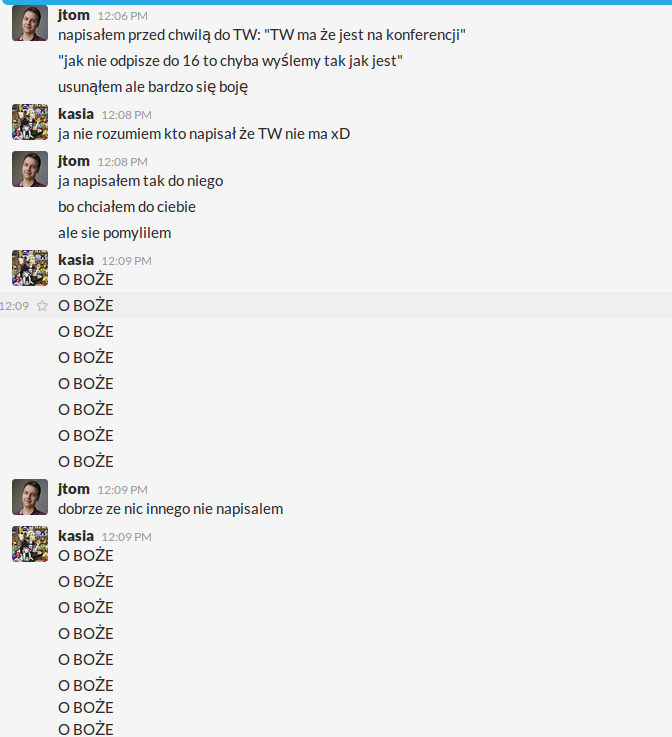 jtom 12:06 PM
napisałem przed chwilą do TW: "TW ma że jest na konferencji"
"jak nie odpisze do 16 to chyba wyślemy tak jak jest"
usunąłem ale bardzo się boję
kasia 12:08 PM
ja nie rozumiem kto napisał że TW nie ma xD
jtom 12:08 PM
ja napisałem tak do niego
bo chciałem do ciebie
ale sie pomylilem
kasia 12:09 PM
O BOŻE
12:09 O BOŻE
O BOŻE
O BOŻE
O BOŻE
O BOŻE
O BOŻE
O BOŻE
jtom 12:09 PM
dobrze ze nic innego nie napisalem
kasia 12:09 PM
O BOŻE
O BOŻE
O BOŻE
O BOŻE
O BOŻE
O BOŻE
O BOŻE
O BOŻE